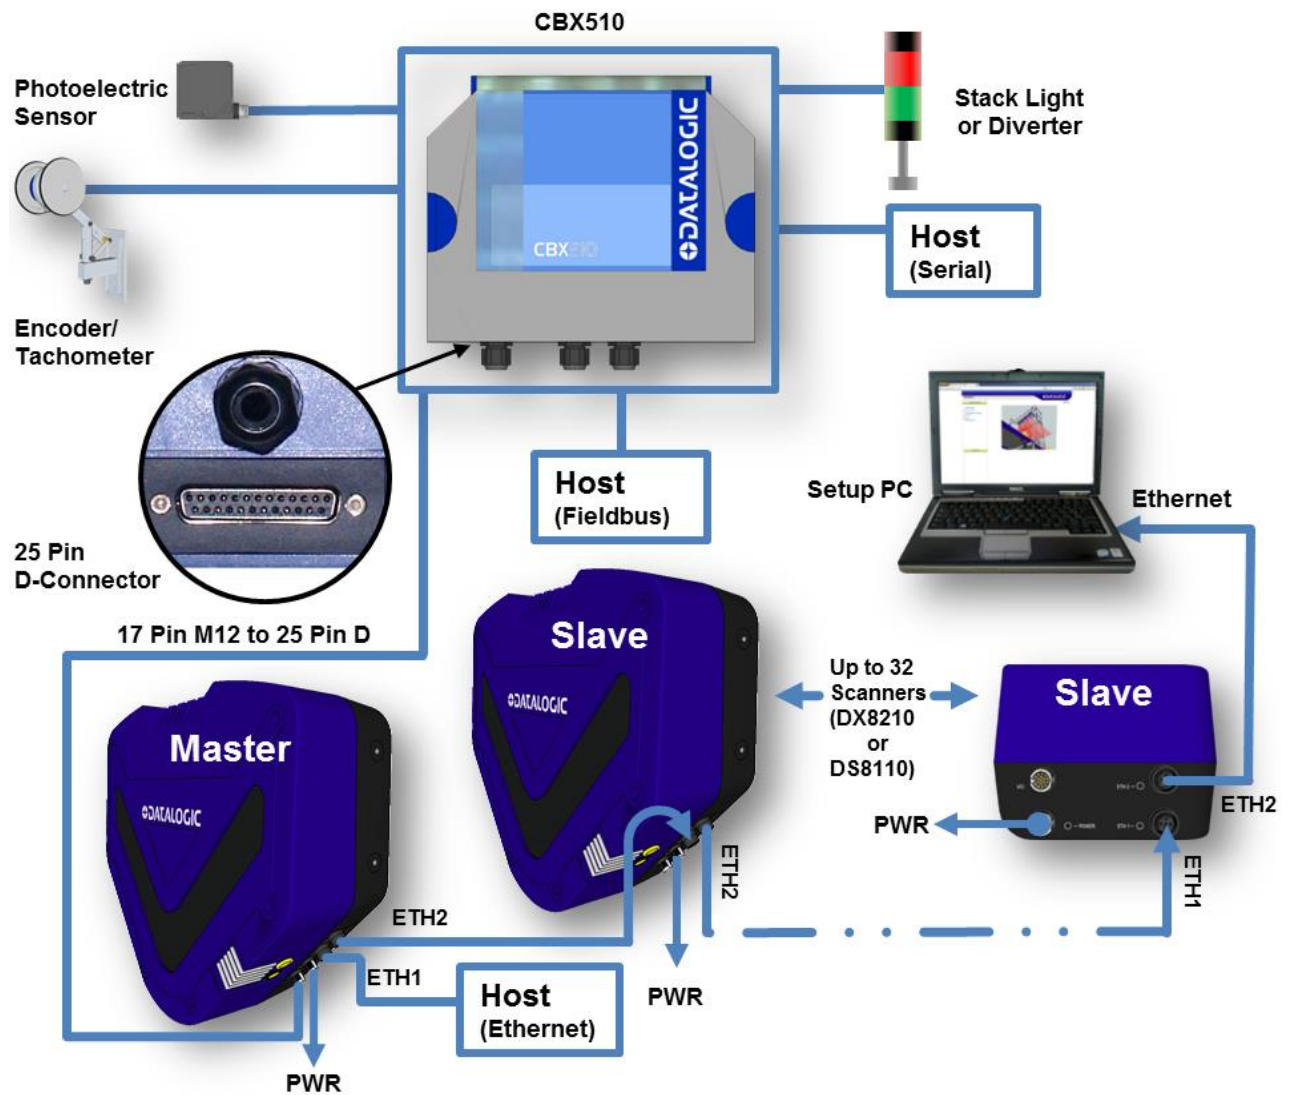 CBX510
Photoelectric
Sensor
Stack Light
or Diverter
DATALOGIC
CBX510
Host
(Serial)
Encoder/
Tachometer
Host
(Fieldbus)
Setup PC
Ethernet
25 Pin
D-Connector
17 Pin M12 to 25 Pin D
Slave
DATALOGIC
Up to 32
Scanners
(DX8210
or
DS8110)
Slave
Master
DATALOGIC
ETH2
PWR
POWER
ETH2
ETH1
ETH2
ETH1
PWR
Host
(Ethernet)
PWR